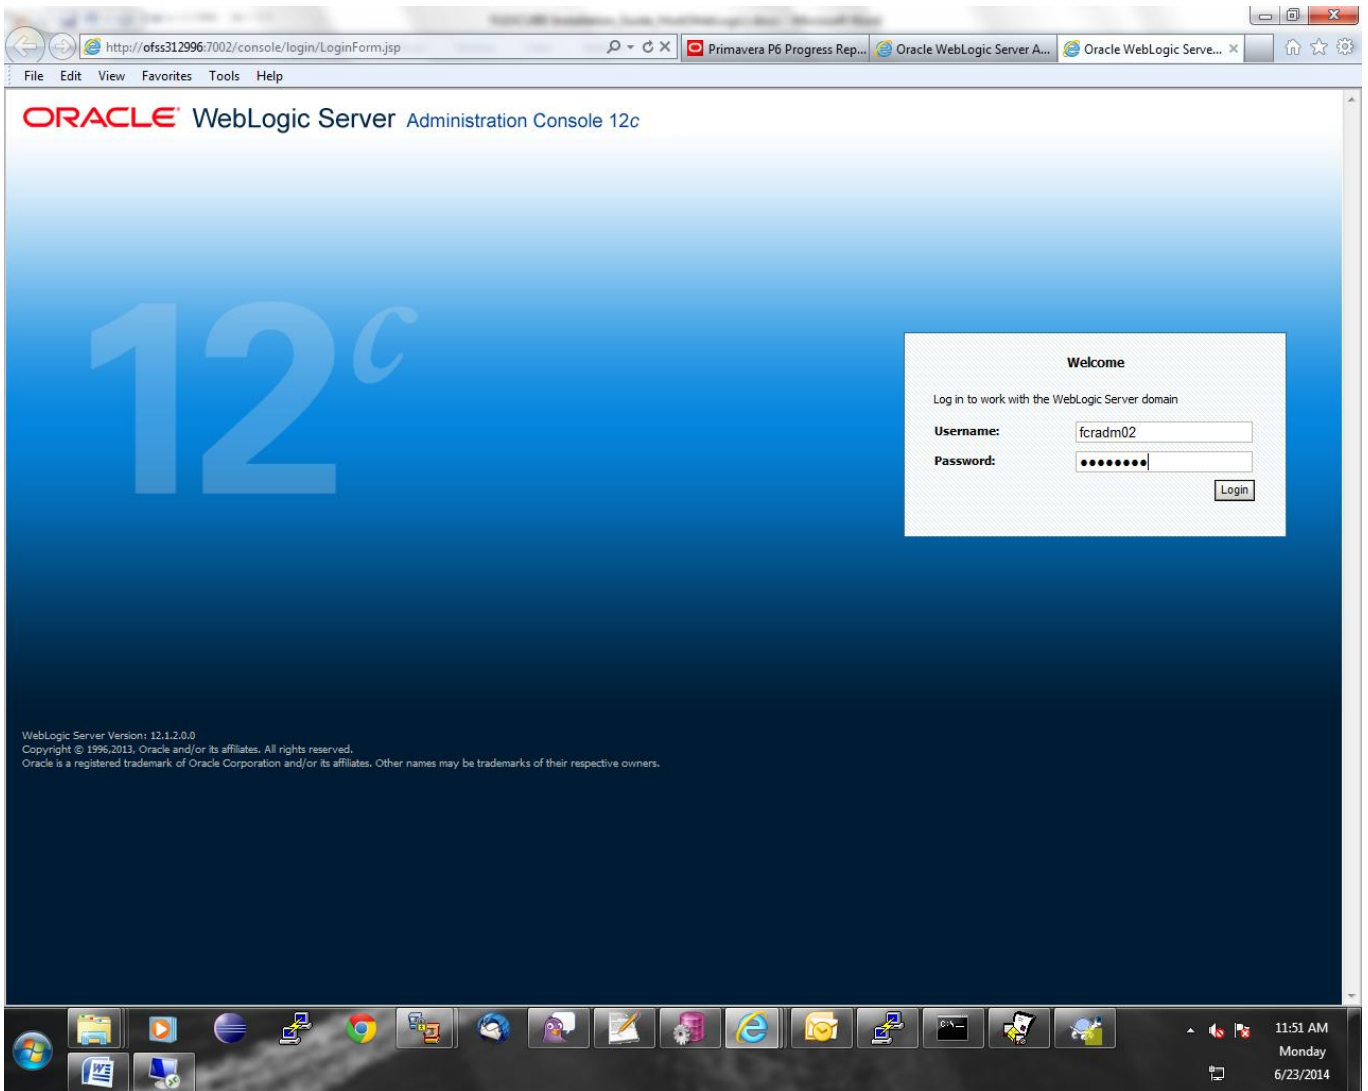 http://ofss312996:7002/console/login/LoginForm.jsp
Primavera P6 Progress Rep...
Oracle WebLogic Server A...
Oracle WebLogic Serve...
File Edit View Favorites Tools Help
ORACLE WebLogic Server Administration Console 12c
12c
Welcome
Log in to work with the WebLogic Server domain
Username: fcradm02
Password: ●●●●●●●●
Login
WebLogic Server Version: 12.1.2.0.0
Copyright © 1996,2013, Oracle and/or its affiliates. All rights reserved.
Oracle is a registered trademark of Oracle Corporation and/or its affiliates. Other names may be trademarks of their respective owners.
C:\_
11:51 AM
Monday
6/23/2014